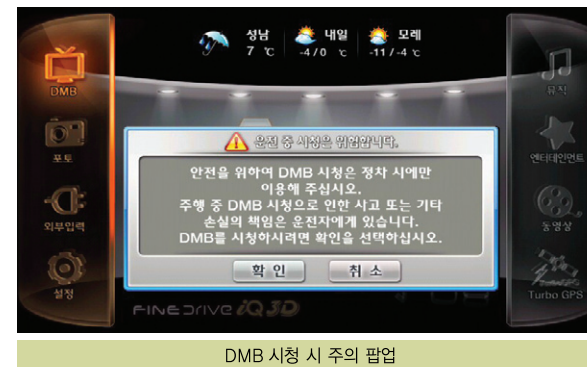 성남 내일 모레
7 ℃ -4/0 ℃ -11/-4 ℃
DMB
뮤직
운전 중 시청은 위험합니다.
포토
엔터테인먼트
안전을 위하여 DMB 시청은 정차 시에만
이용해 주십시오.
주행 중 DMB 시청으로 인한 사고 또는 기타
손실의 책임은 운전자에게 있습니다.
DMB를 시청하시려면 확인을 선택하십시오.
외부입력
동영상
확 인 취 소
설정
Turbo GPS
FINEDRIVE iQ 3D
DMB 시청 시 주의 팝업